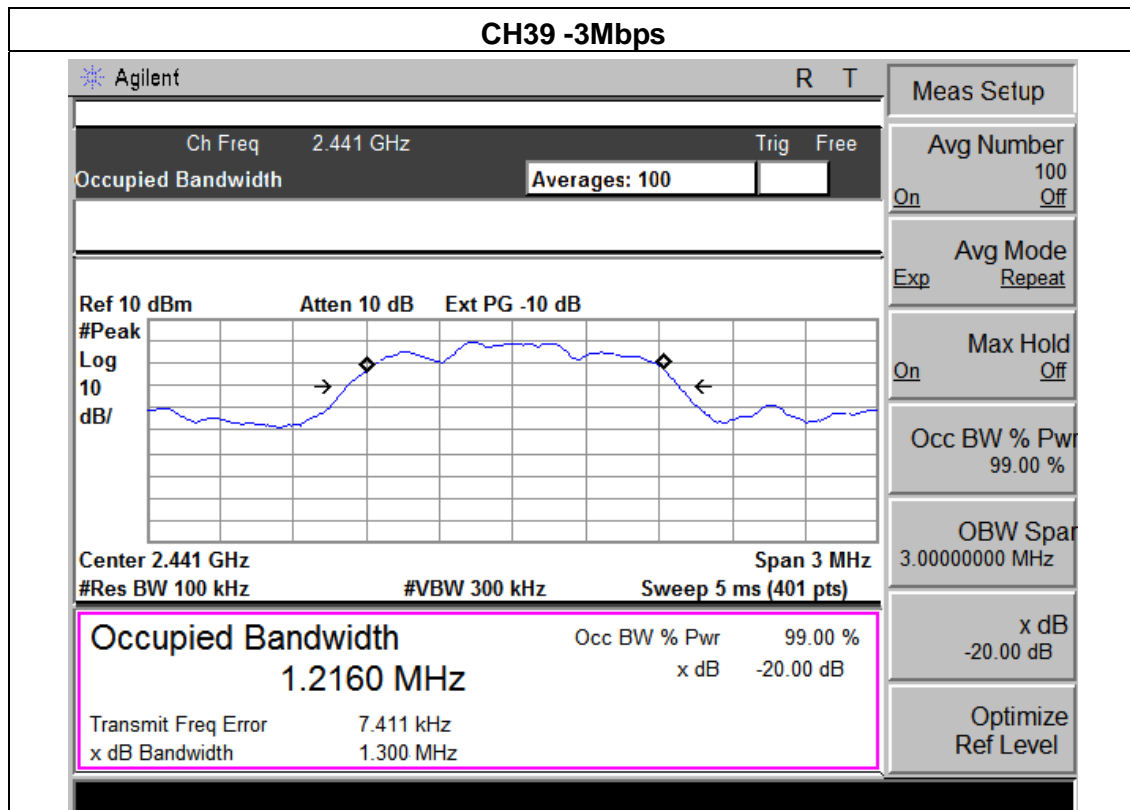 CH39 -3Mbps
Agilent R T
Ch Freq 2.441 GHz Trig Free
Occupied Bandwidth Averages: 100
Ref 10 dBm Atten 10 dB Ext PG -10 dB
#Peak
Log
10
dB/
Center 2.441 GHz Span 3 MHz
#Res BW 100 kHz #VBW 300 kHz Sweep 5 ms (401 pts)
Occupied Bandwidth Occ BW % Pwr 99.00 %
1.2160 MHz x dB -20.00 dB
Transmit Freq Error 7.411 kHz
x dB Bandwidth 1.300 MHz
Meas Setup
Avg Number
100
On Off
Avg Mode
Exp Repeat
Max Hold
On Off
Occ BW % Pwr
99.00 %
OBW Span
3.00000000 MHz
x dB
-20.00 dB
Optimize
Ref Level